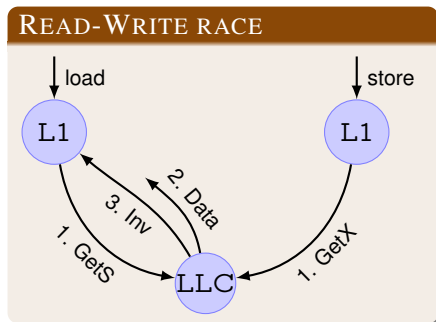 READ-WRITE RACE
load
store
L1
L1
2. Data
3. Inv
1. GetS
1. GetX
LLC